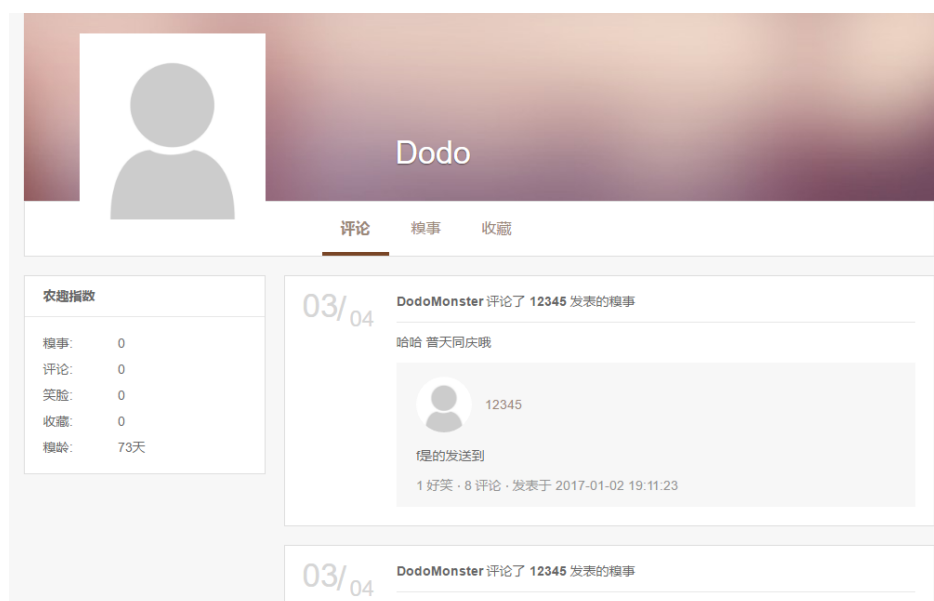 Dodo
评论 糗事 收藏
农趣指数
糗事: 0
评论: 0
笑脸: 0
收藏: 0
糗龄: 73天
03/04
DodoMonster 评论了 12345 发表的糗事
哈哈 普天同庆哦
12345
f是的发送到
1 好笑 · 8 评论 · 发表于 2017-01-02 19:11:23
03/04
DodoMonster 评论了 12345 发表的糗事